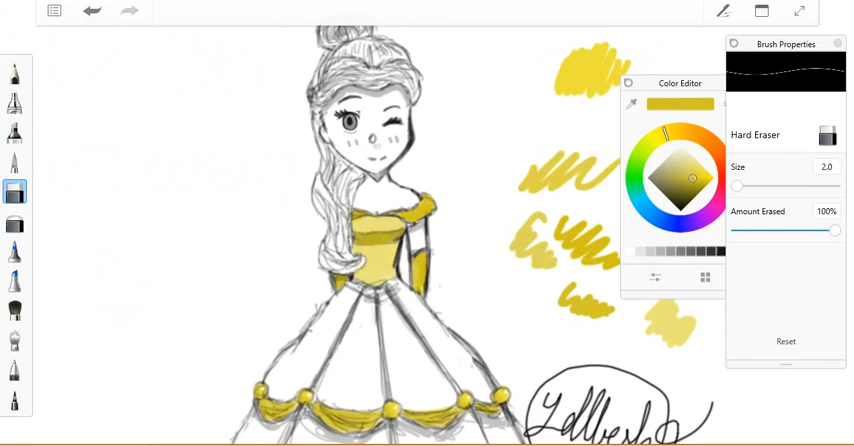 Brush Properties
Color Editor
Hard Eraser
Size 2.0
Amount Erased 100%
Reset